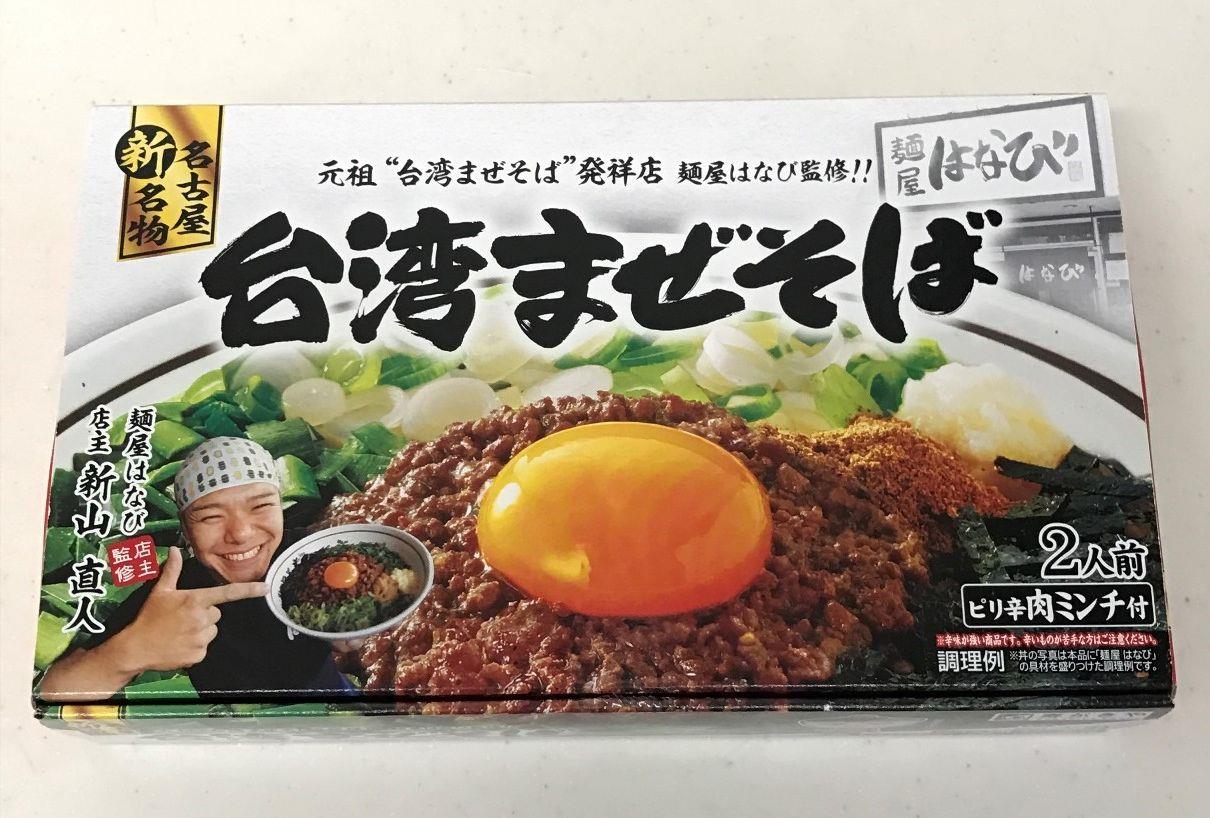 名古屋
新名物
元祖“台湾まぜそば”発祥店 麺屋はなび監修!!
麺屋 はなび
はなび
台湾まぜそば
麺屋はなび
店主 新山 直人
店主
監修
2人前
ピリ辛肉ミンチ付
※辛味が強い商品です。辛いものが苦手な方はご注意ください。
調理例
※丼の写真は本品に「麺屋 はなび」
の具材を盛りつけた調理例です。